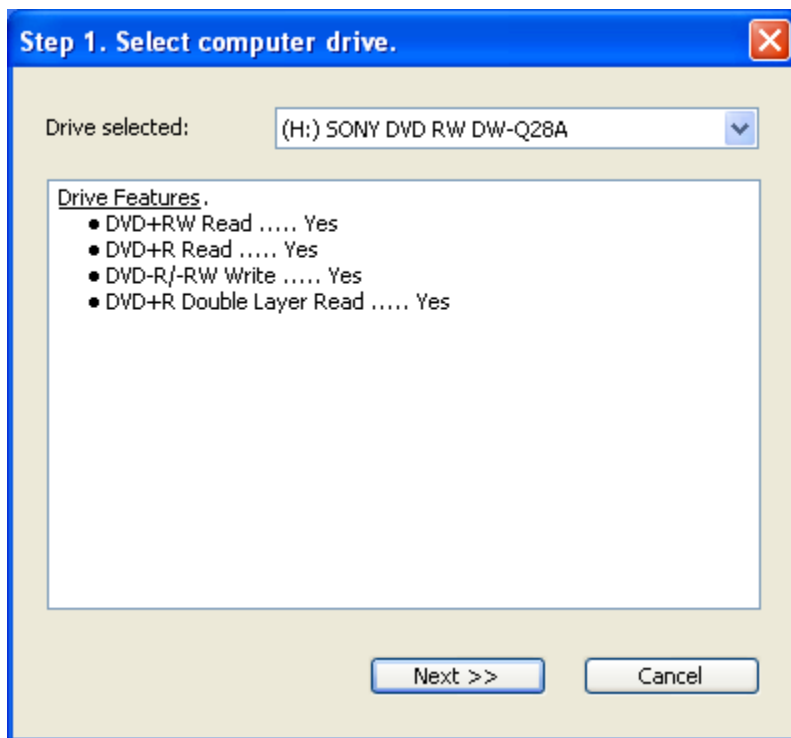 Step 1. Select computer drive.
Drive selected: (H:) SONY DVD RW DW-Q28A
Drive Features.
● DVD+RW Read ..... Yes
● DVD+R Read ..... Yes
● DVD-R/-RW Write ..... Yes
● DVD+R Double Layer Read ..... Yes
Next >> Cancel